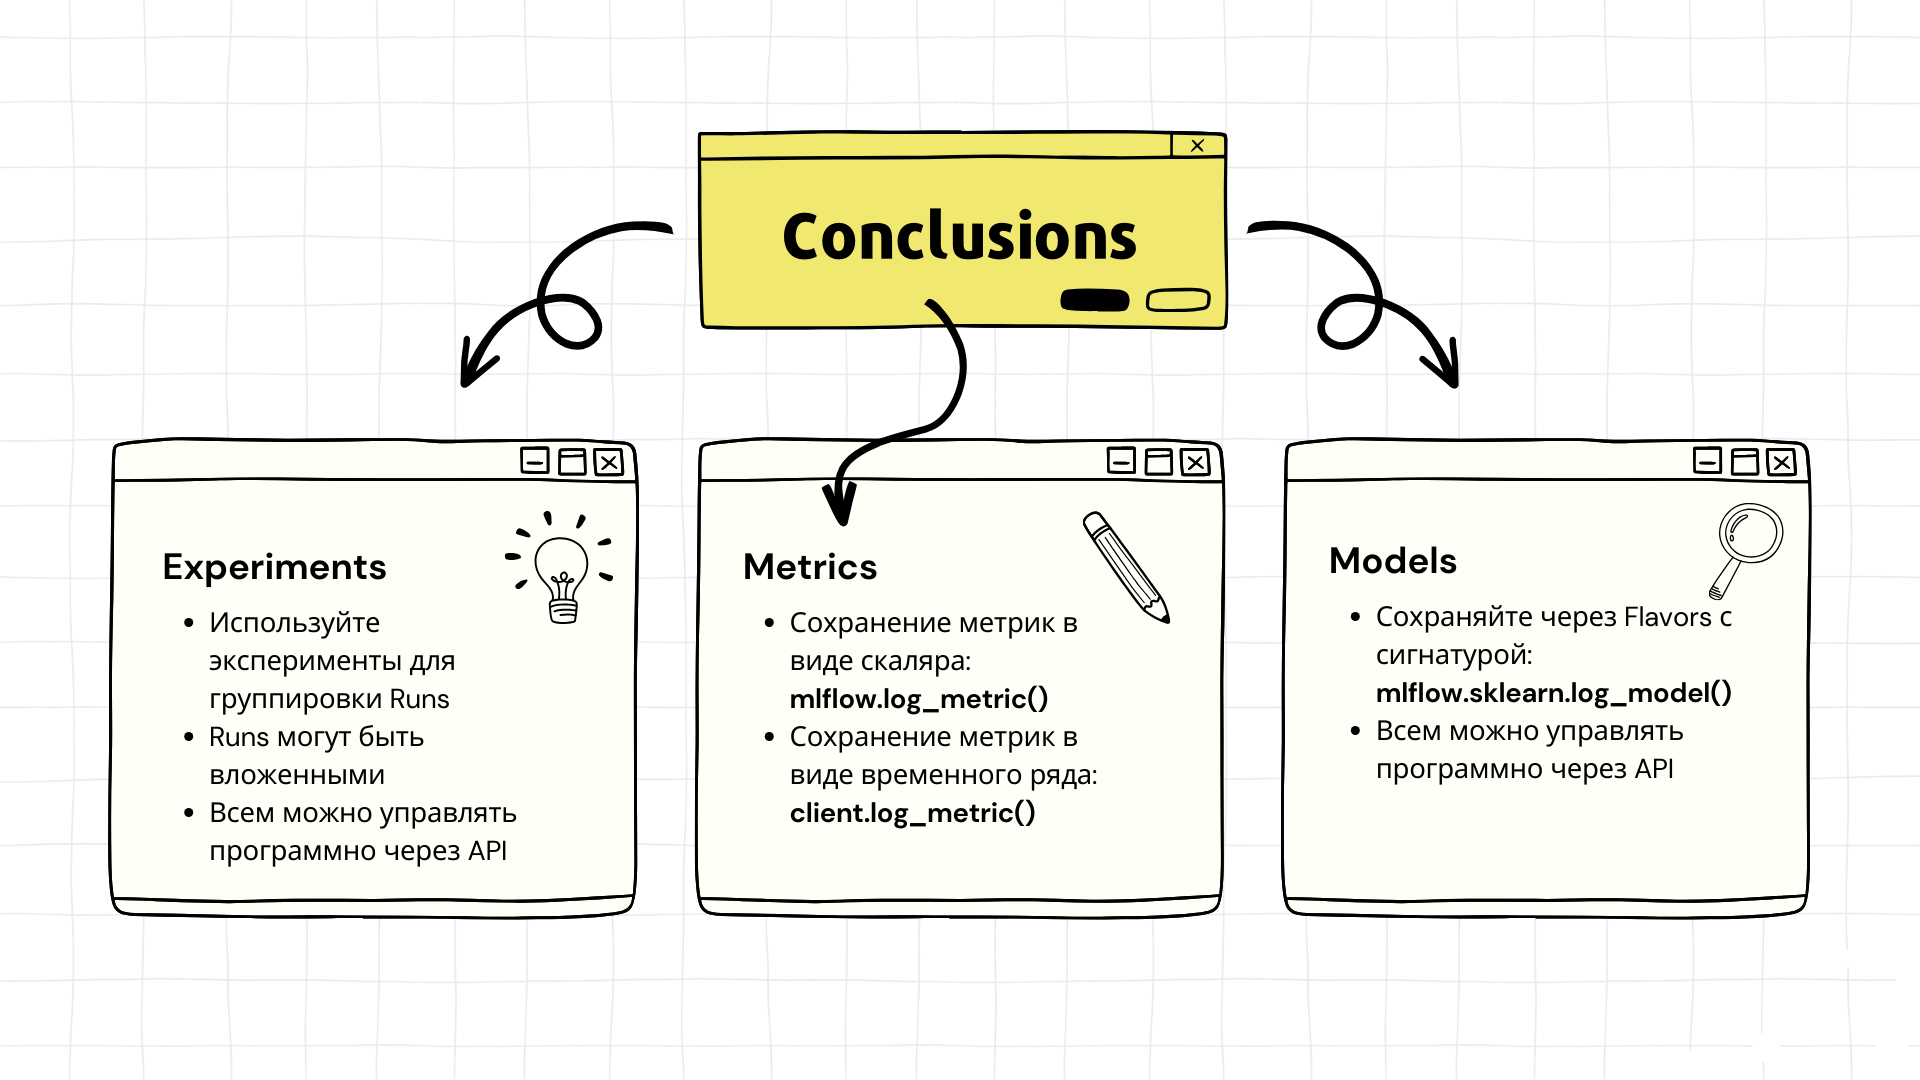 Conclusions
Experiments
• Используйте
эксперименты для
группировки Runs
• Runs могут быть
вложенными
• Всем можно управлять
программно через API
Metrics
• Сохранение метрик в
виде скаляра:
mlflow.log_metric()
• Сохранение метрик в
виде временного ряда:
client.log_metric()
Models
• Сохраняйте через Flavors с
сигнатурой:
mlflow.sklearn.log_model()
• Всем можно управлять
программно через API